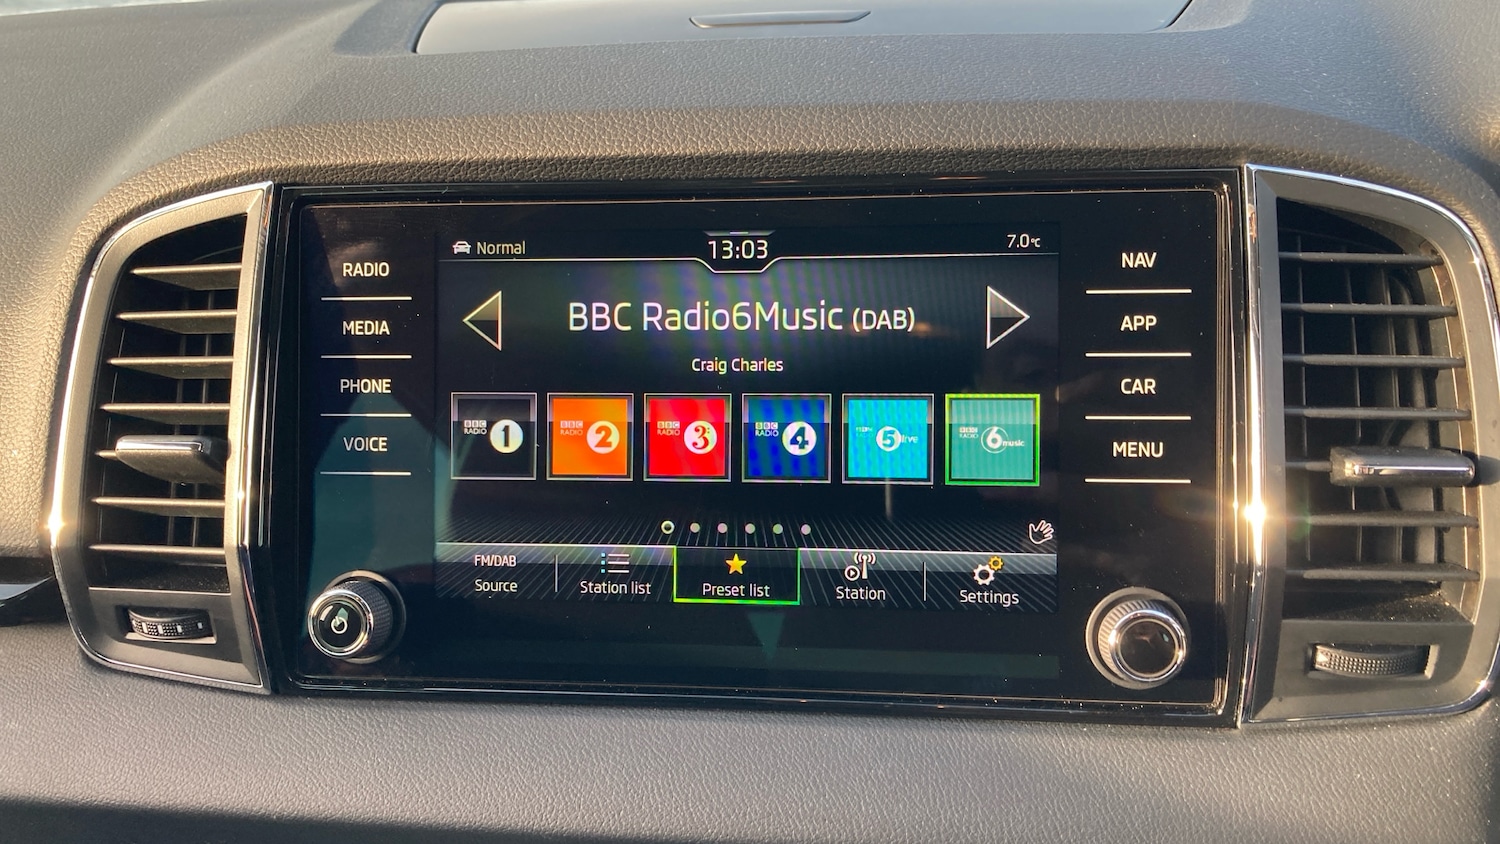 Normal
13:03
7.0°C
RADIO
MEDIA
PHONE
VOICE
BBC Radio6Music (DAB)
Craig Charles
BBC RADIO 1
BBC RADIO 2
BBC RADIO 3
BBC RADIO 4
5 live
BBC RADIO 6 music
FM/DAB
Source
Station list
Preset list
Station
Settings
NAV
APP
CAR
MENU